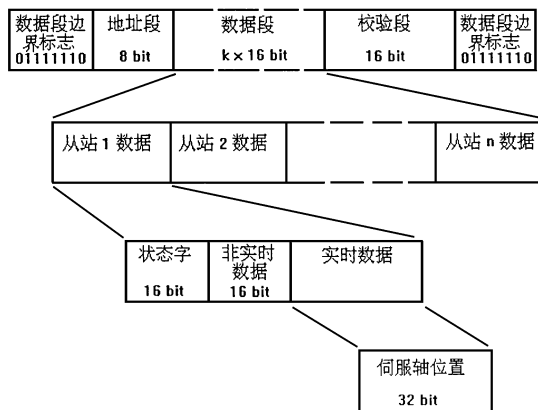 数据段边
界标志
01111110
地址段
8 bit
数据段
k × 16 bit
校验段
16 bit
数据段边
界标志
01111110
从站 1 数据
从站 2 数据
从站 n 数据
状态字
16 bit
非实时
数据
16 bit
实时数据
伺服轴位置
32 bit